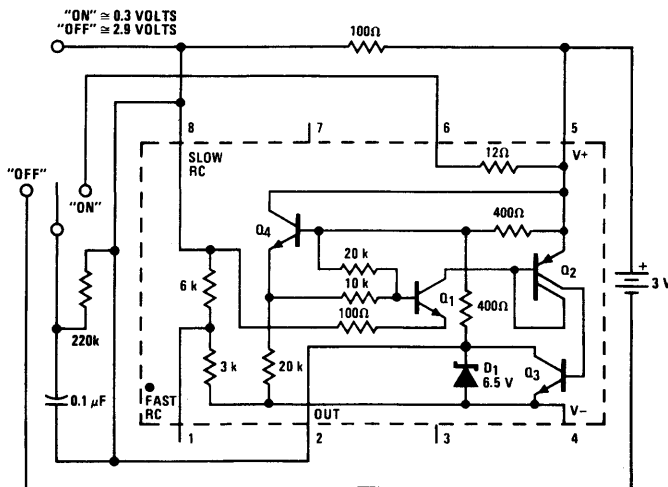 "ON" ≅ 0.3 VOLTS
"OFF" ≅ 2.9 VOLTS
100Ω
8
7
6
5
SLOW
RC
12Ω
V+
"OFF"
"ON"
400Ω
Q4
20 k
Q2
+
3 V
6 k
10 k
Q1
400Ω
100Ω
220k
3 k
20 k
D1
6.5 V
Q3
0.1 μF
FAST
RC
OUT
V−
1
2
3
4